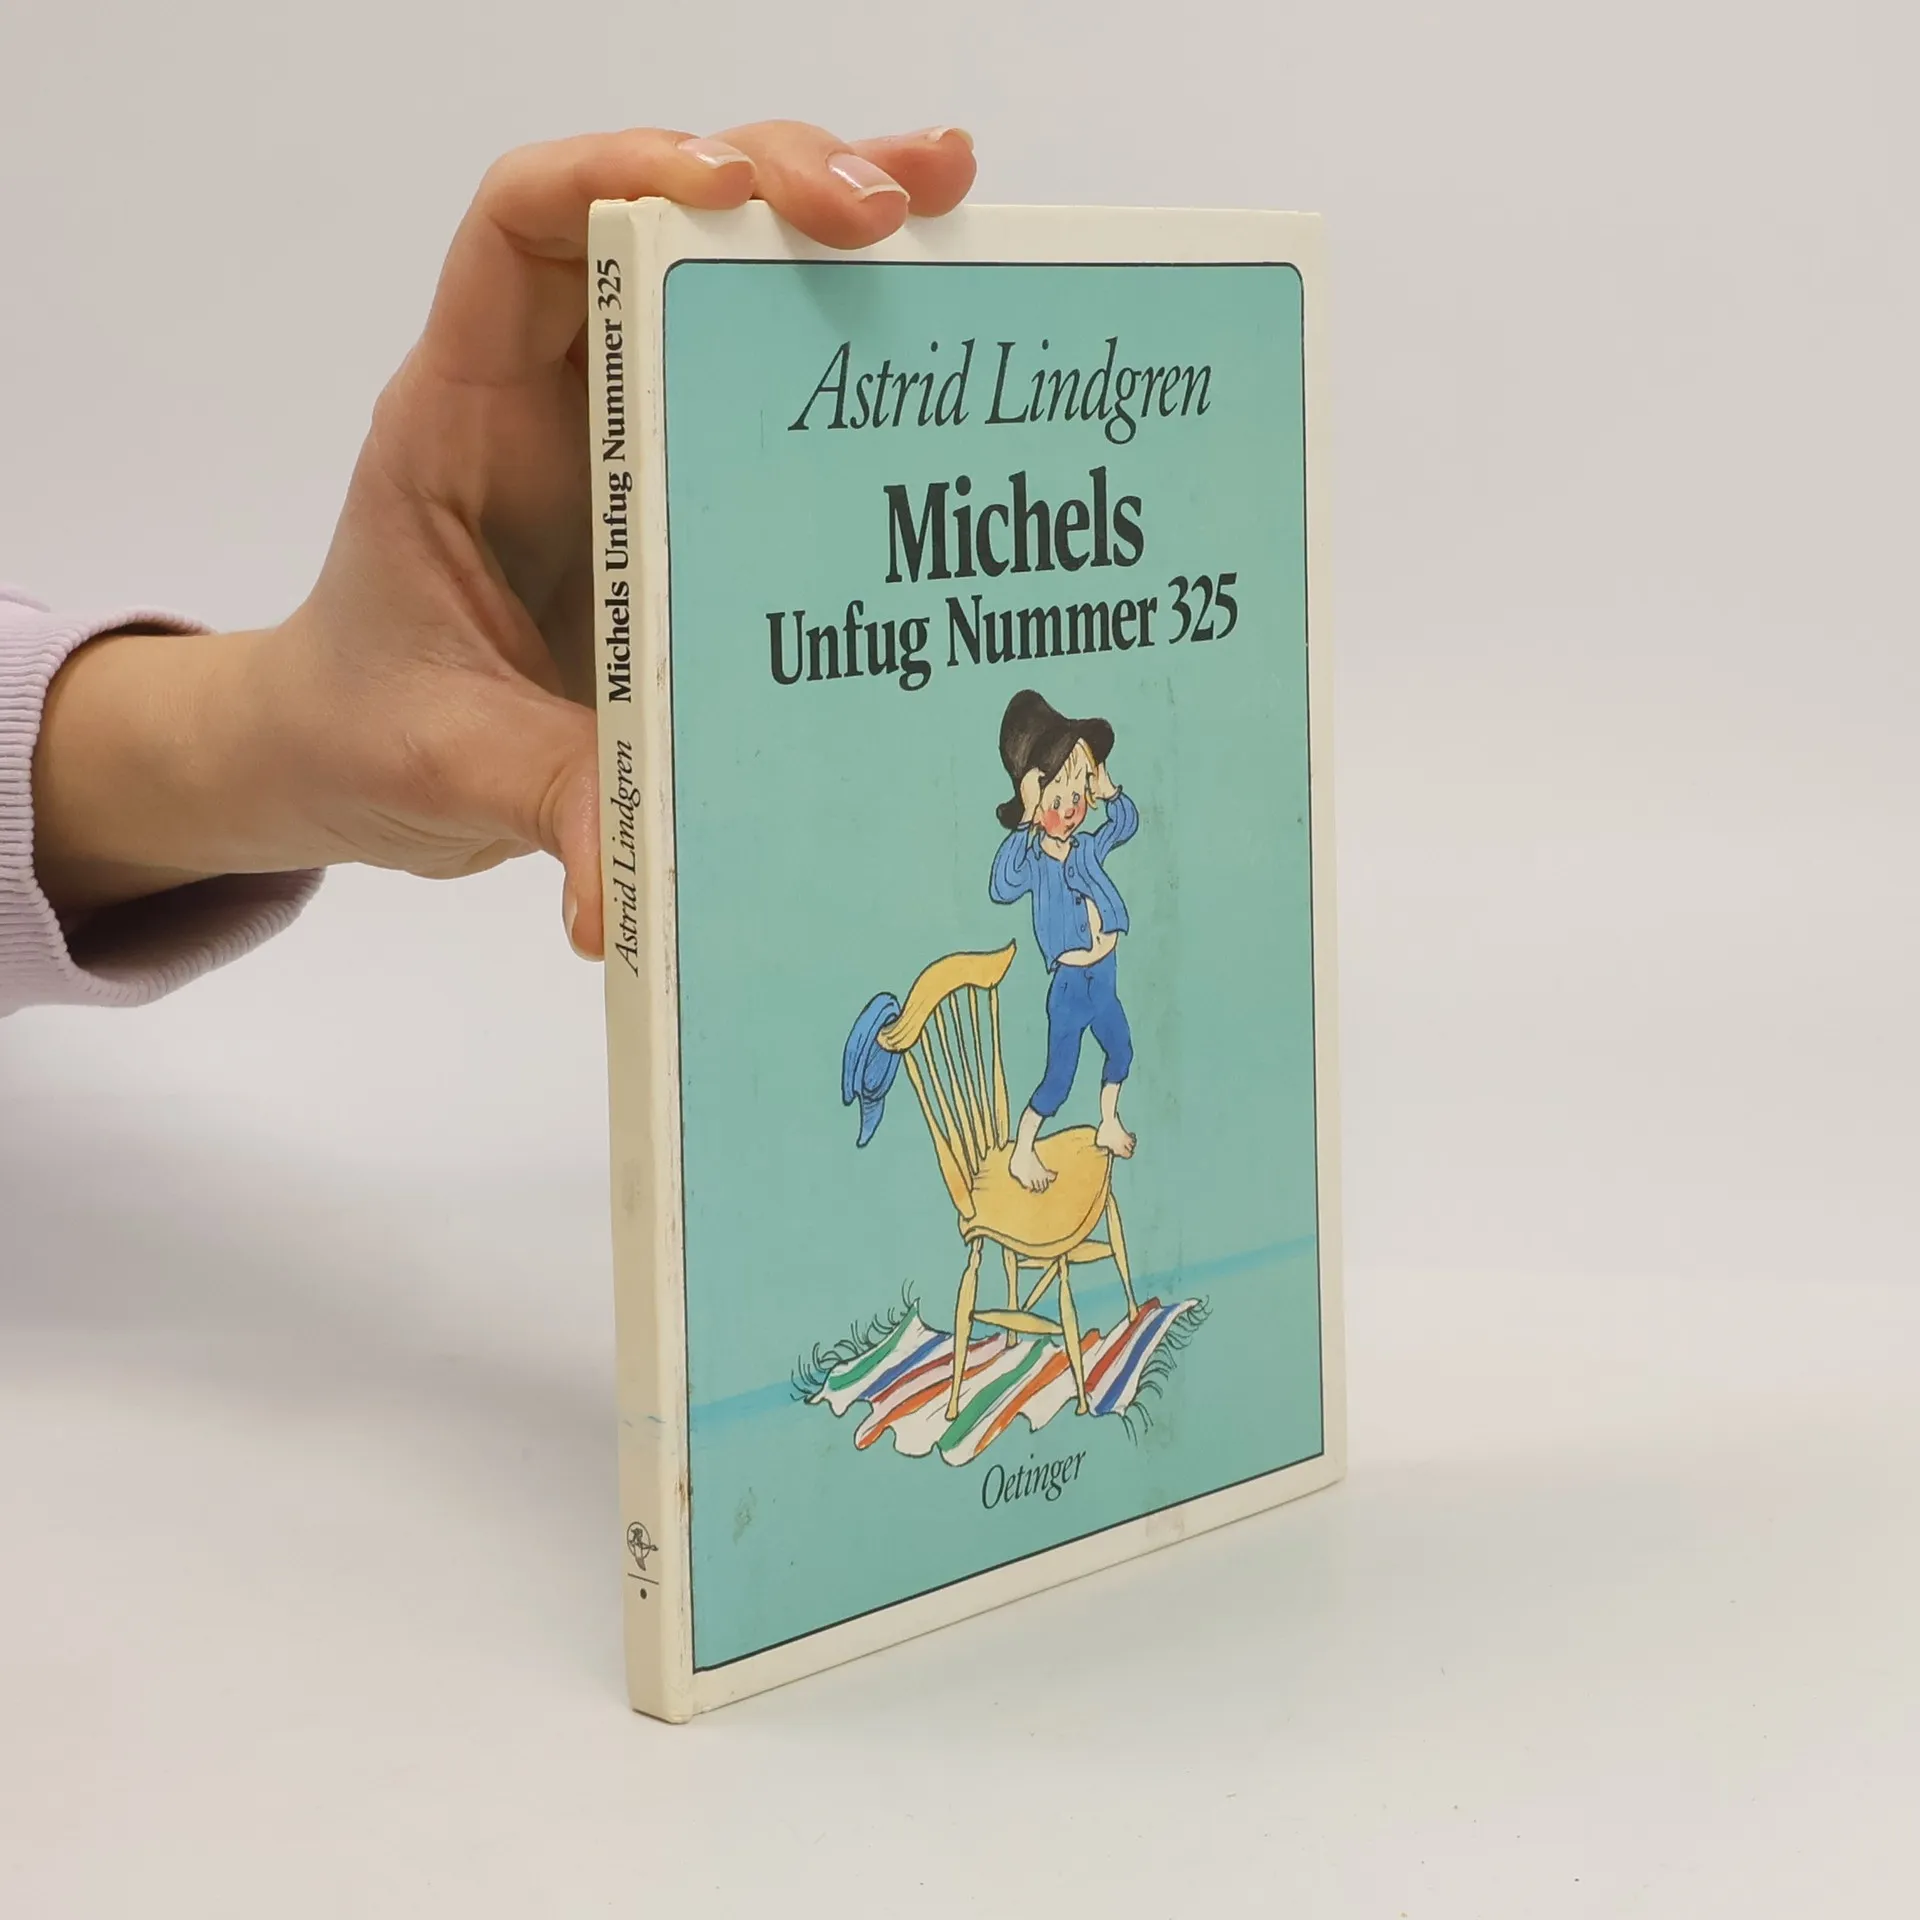 Astrid Lindgren
Michels
Unfug Nummer 325
Oetinger
Astrid Lindgren Michels Unfug Nummer 325